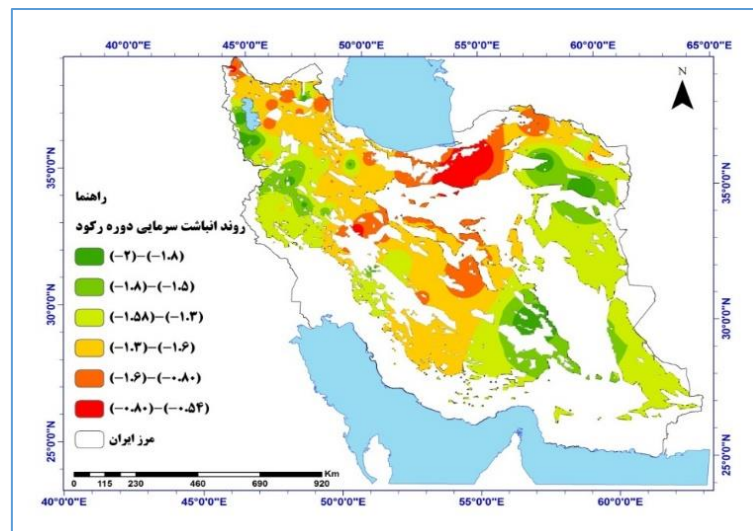 40°0'0"E 45°0'0"E 50°0'0"E 55°0'0"E 60°0'0"E
N
35°0'0"N 35°0'0"N
30°0'0"N 30°0'0"N
25°0'0"N 25°0'0"N
راهنما
روند انباشت سرمایی دوره رکود
(-۲)-(-۱.۸)
(-۱.۸)-(-۱.۵)
(-۱.۵۸)-(-۱.۳)
(-۱.۳)-(-۱.۶)
(-۱.۶)-(-۰.۸۰)
(-۰.۸۰)-(-۰.۵۴)
مرز ایران
Km
0 115 230 460 690 920
40°0'0"E 45°0'0"E 50°0'0"E 55°0'0"E 60°0'0"E